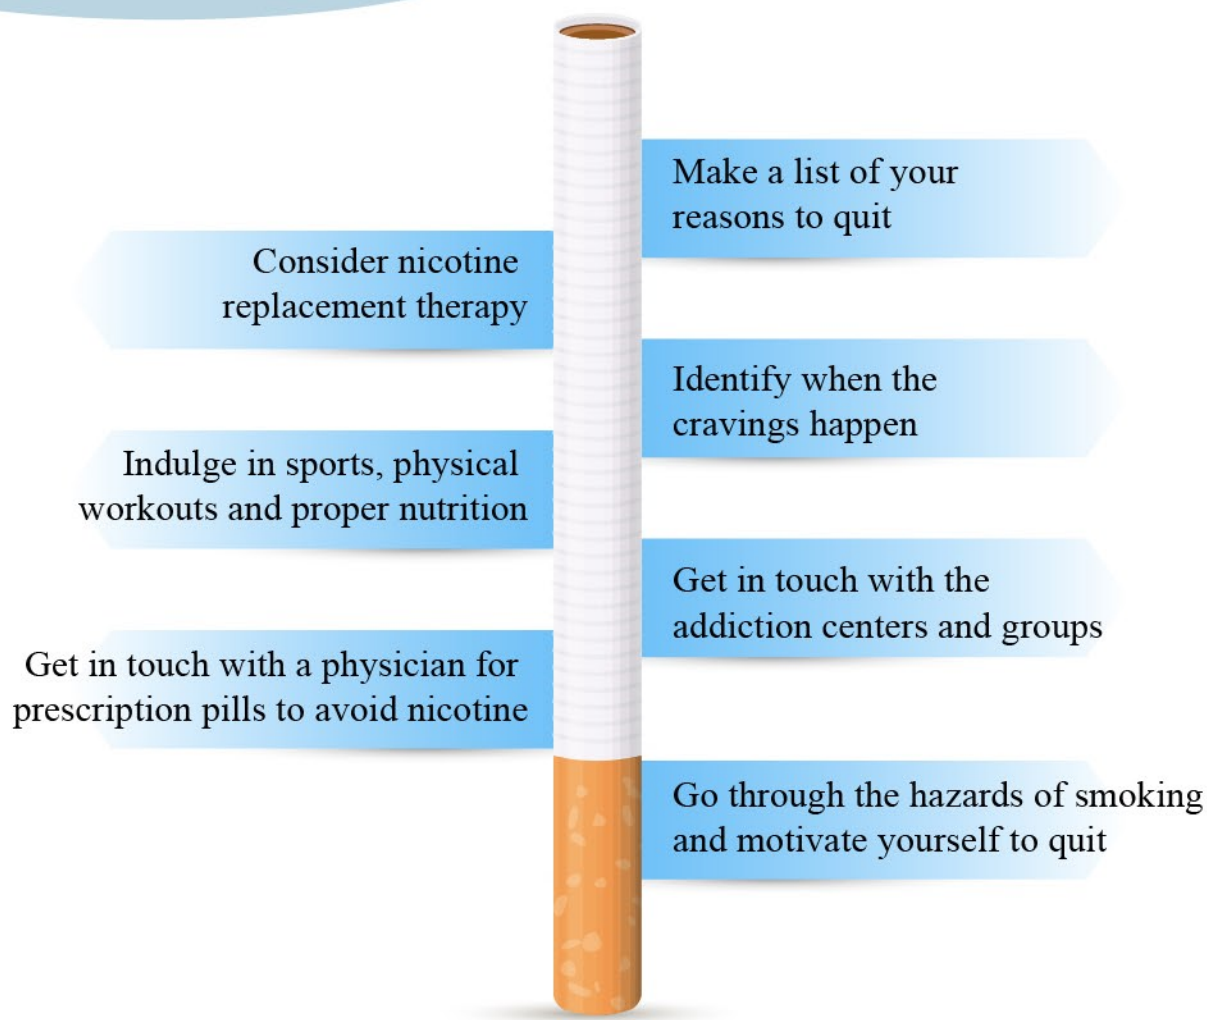 Make a list of your
reasons to quit
Consider nicotine
replacement therapy
Identify when the
cravings happen
Indulge in sports, physical
workouts and proper nutrition
Get in touch with the
addiction centers and groups
Get in touch with a physician for
prescription pills to avoid nicotine
Go through the hazards of smoking
and motivate yourself to quit